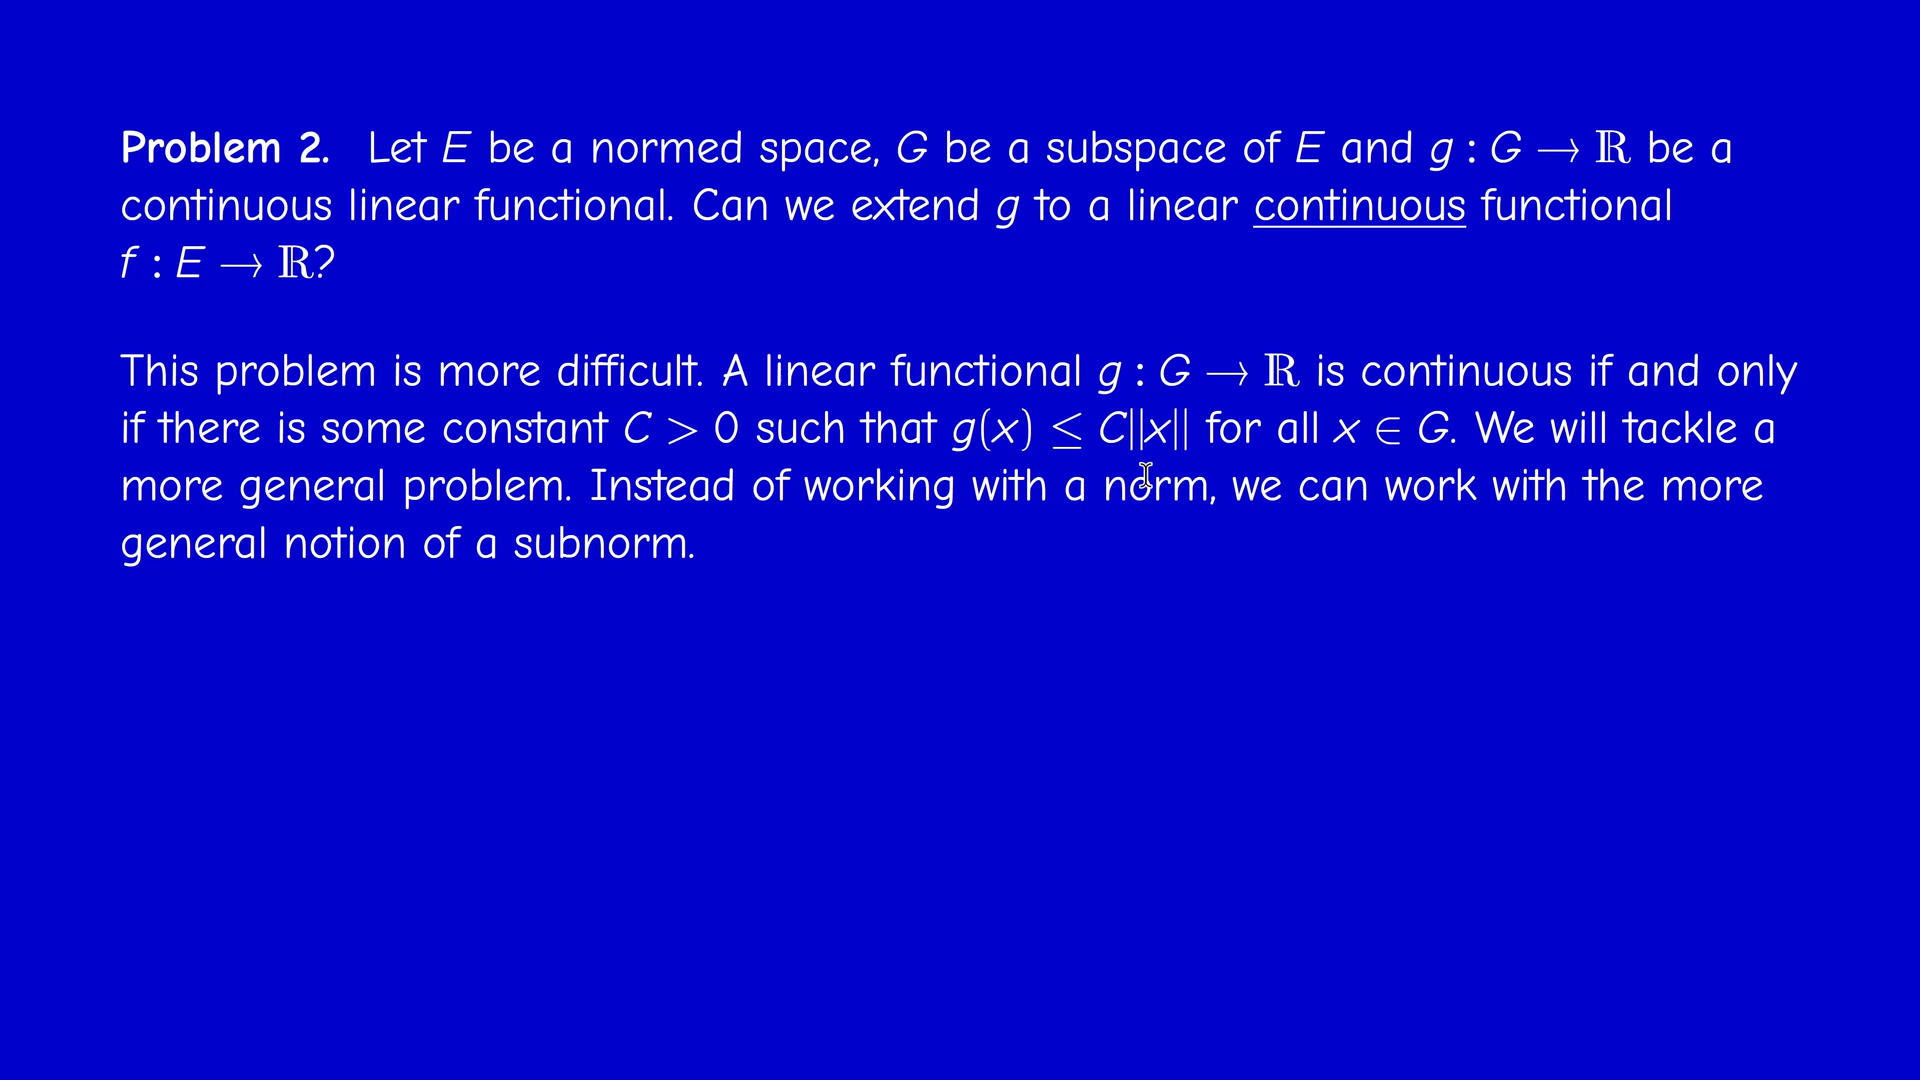 Problem 2. Let E be a normed space, G be a subspace of E and g : G → ℝ be a
continuous linear functional. Can we extend g to a linear continuous functional
f : E → ℝ?
This problem is more difficult. A linear functional g : G → ℝ is continuous if and only
if there is some constant C > 0 such that g(x) ≤ C||x|| for all x ∈ G. We will tackle a
more general problem. Instead of working with a norm, we can work with the more
general notion of a subnorm.